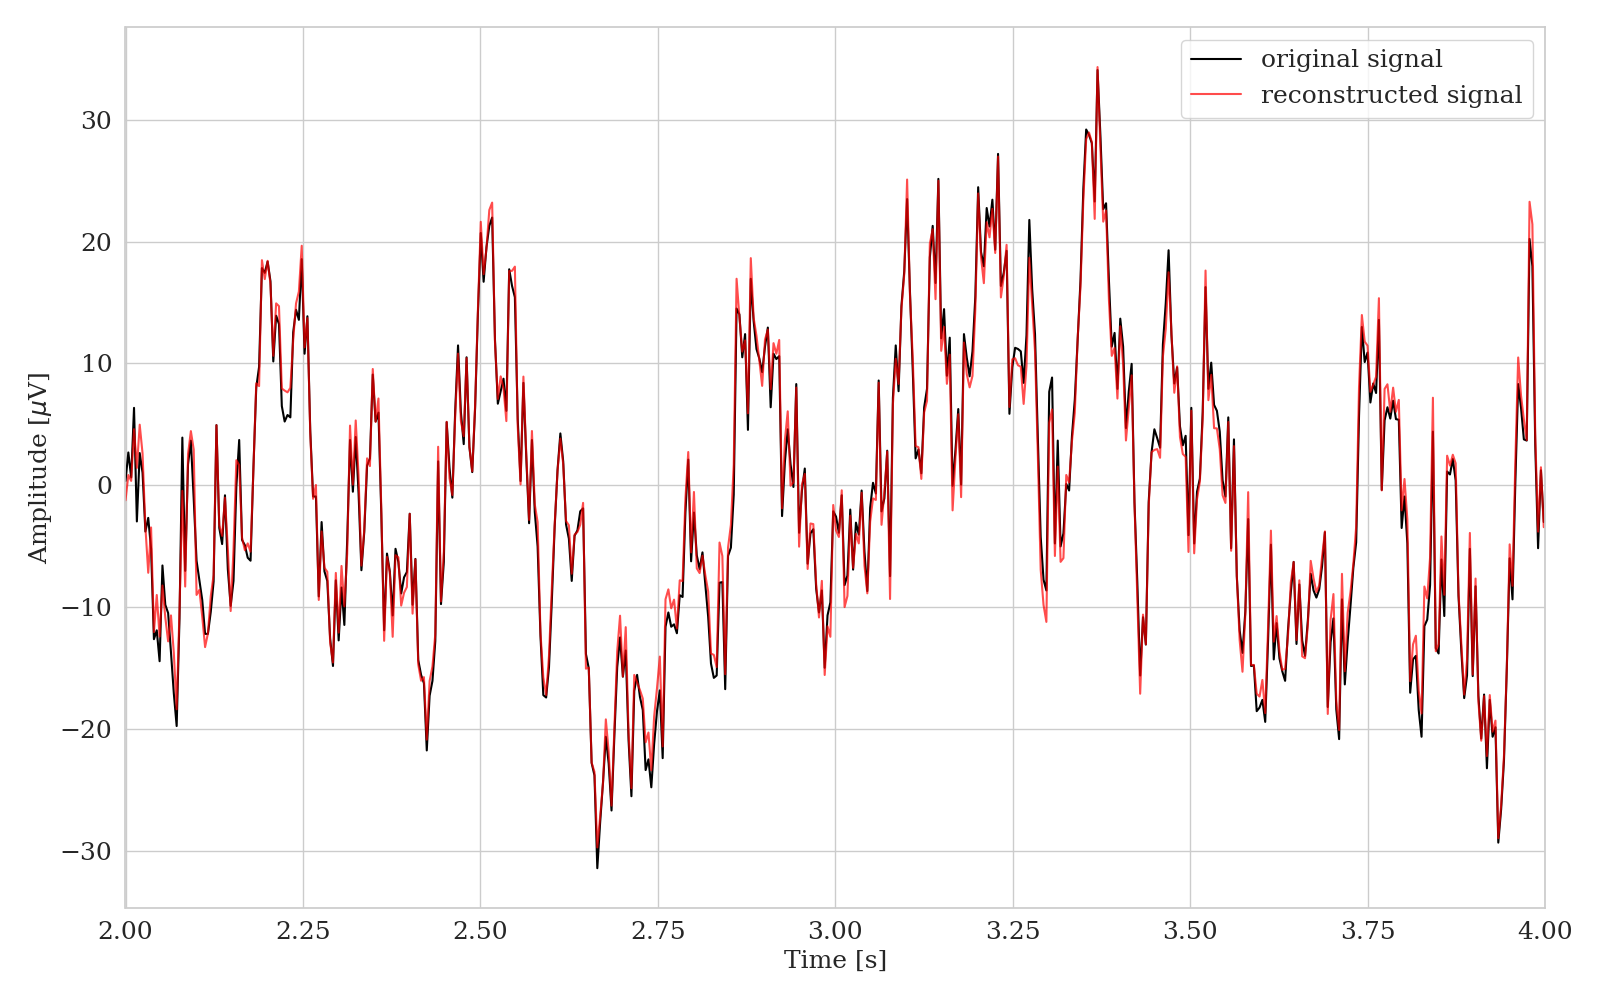 original signal
reconstructed signal
Amplitude [μV]
30
20
10
0
−10
−20
−30
2.00 2.25 2.50 2.75 3.00 3.25 3.50 3.75 4.00
Time [s]